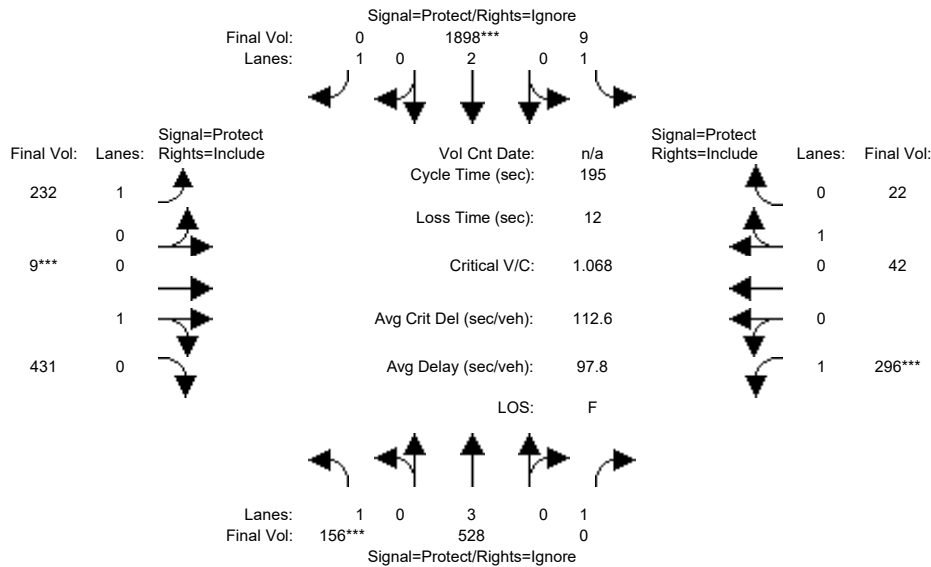 Signal=Protect/Rights=Ignore
Final Vol: 0 1898*** 9
Lanes: 1 0 2 0 1
Signal=Protect
Final Vol: Lanes: Rights=Include
Vol Cnt Date: n/a
Signal=Protect
Rights=Include Lanes: Final Vol:
Cycle Time (sec): 195
232 1
0 22
Loss Time (sec): 12
0
1
9*** 0
Critical V/C: 1.068
0 42
1
Avg Crit Del (sec/veh): 112.6
0
431 0
Avg Delay (sec/veh): 97.8
1 296***
LOS: F
Lanes: 1 0 3 0 1
Final Vol: 156*** 528 0
Signal=Protect/Rights=Ignore